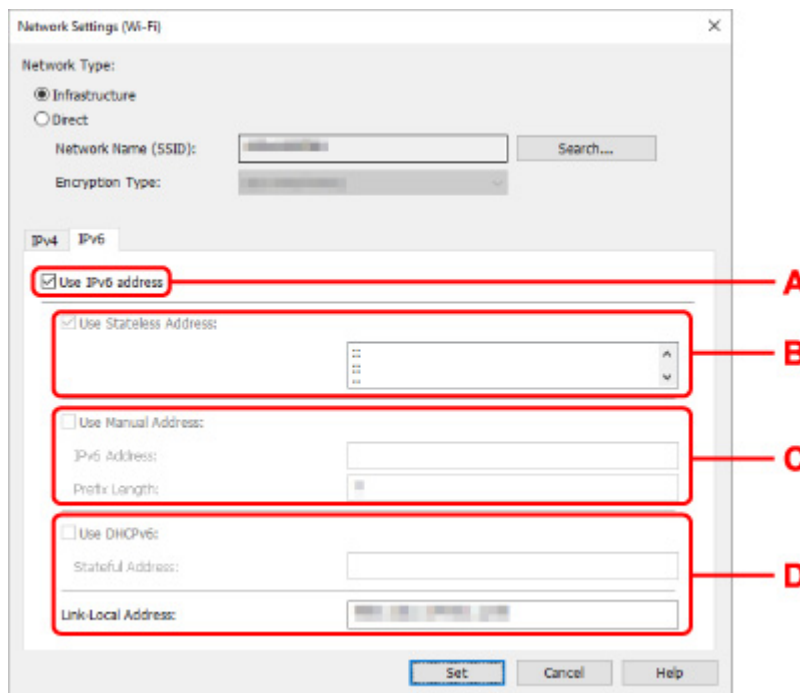 Network Settings (Wi-Fi)
Network Type:
Infrastructure
Direct
Network Name (SSID):
Search...
Encryption Type:
IPv4 IPv6
Use IPv6 address
A
Use Stateless Address:
::
::
::
B
Use Manual Address:
IPv6 Address:
C
Prefix Length:
Use DHCPv6:
Stateful Address:
D
Link-Local Address:
Set Cancel Help